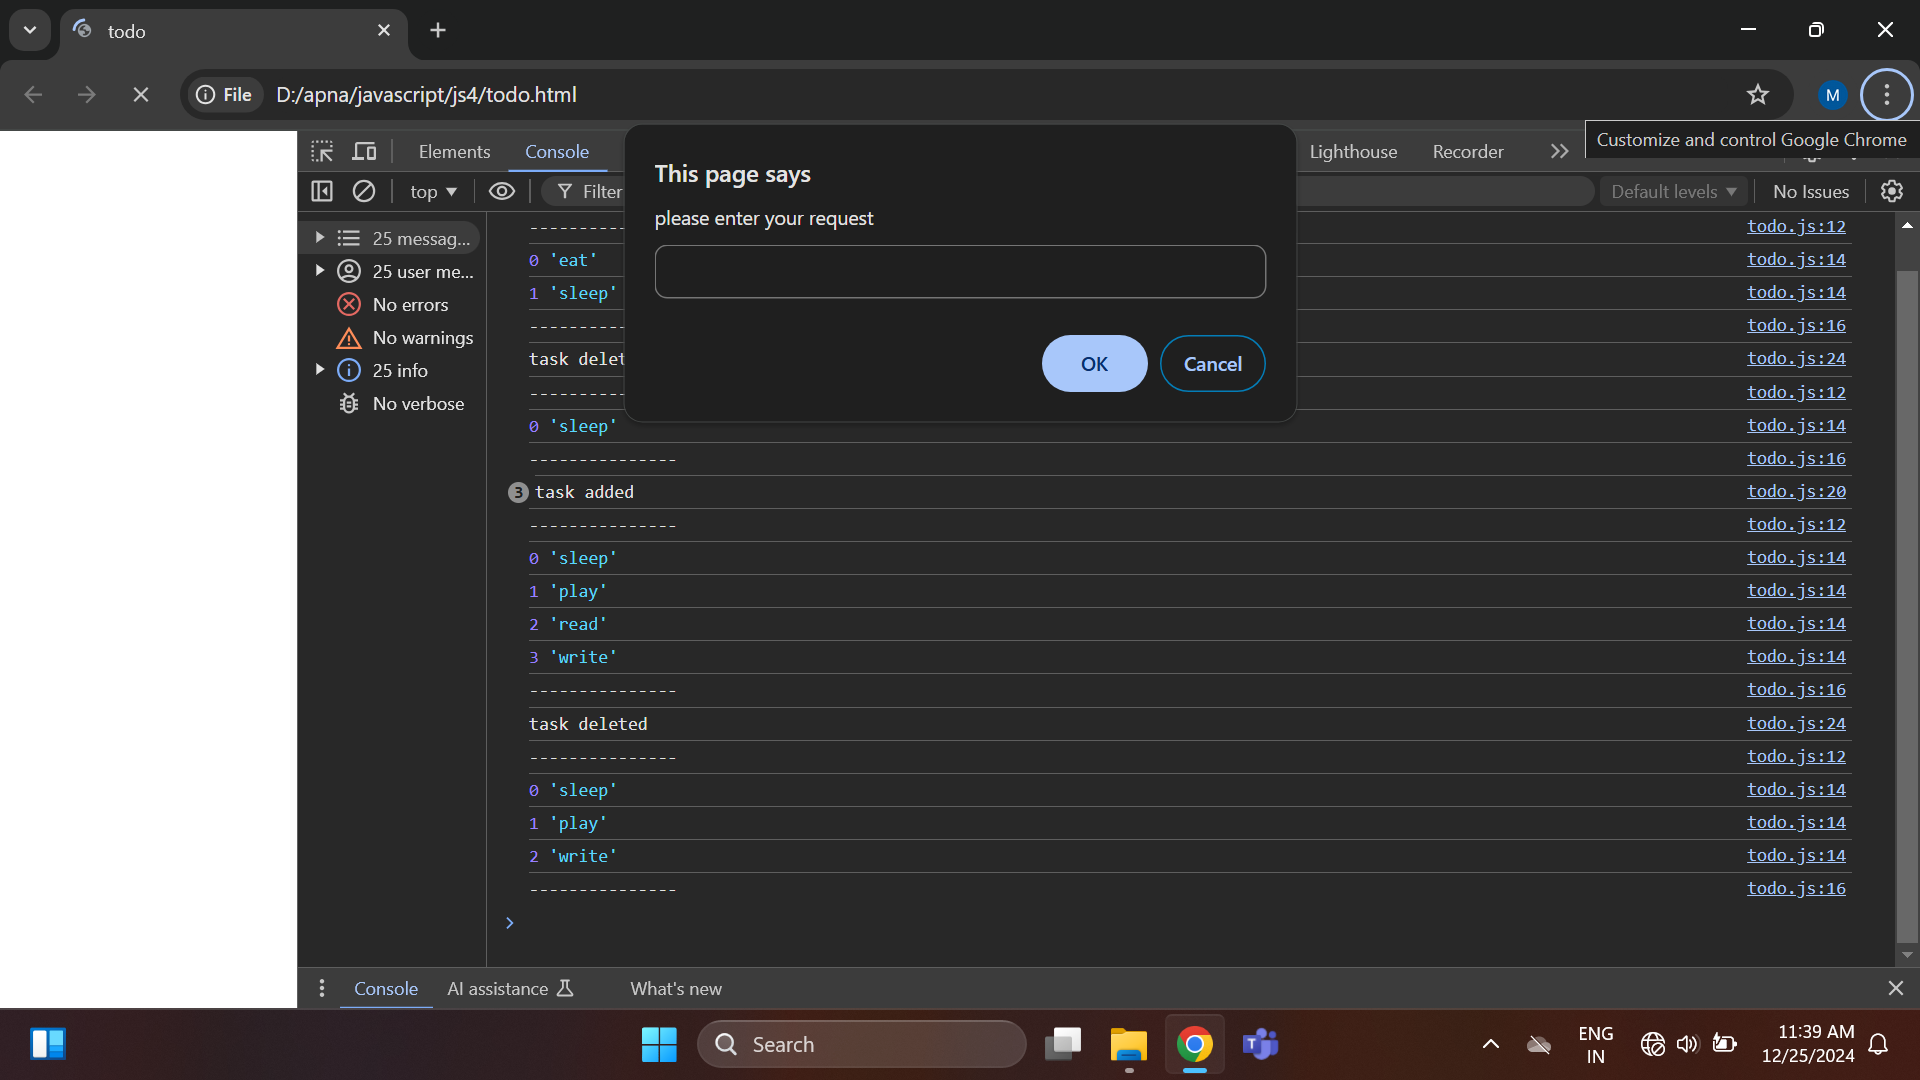 todo
File
D:/apna/javascript/js4/todo.html
M
Customize and control Google Chrome
Elements
Console
Lighthouse
Recorder
top
Filter
Default levels
No Issues
This page says
please enter your request
OK
Cancel
25 messag...
25 user me...
No errors
No warnings
25 info
No verbose
---------- todo.js:12
0 'eat' todo.js:14
1 'sleep' todo.js:14
---------- todo.js:16
task delet todo.js:24
---------- todo.js:12
0 'sleep' todo.js:14
--------------- todo.js:16
3 task added todo.js:20
--------------- todo.js:12
0 'sleep' todo.js:14
1 'play' todo.js:14
2 'read' todo.js:14
3 'write' todo.js:14
--------------- todo.js:16
task deleted todo.js:24
--------------- todo.js:12
0 'sleep' todo.js:14
1 'play' todo.js:14
2 'write' todo.js:14
--------------- todo.js:16
Console
AI assistance
What's new
Search
ENG
IN
11:39 AM
12/25/2024